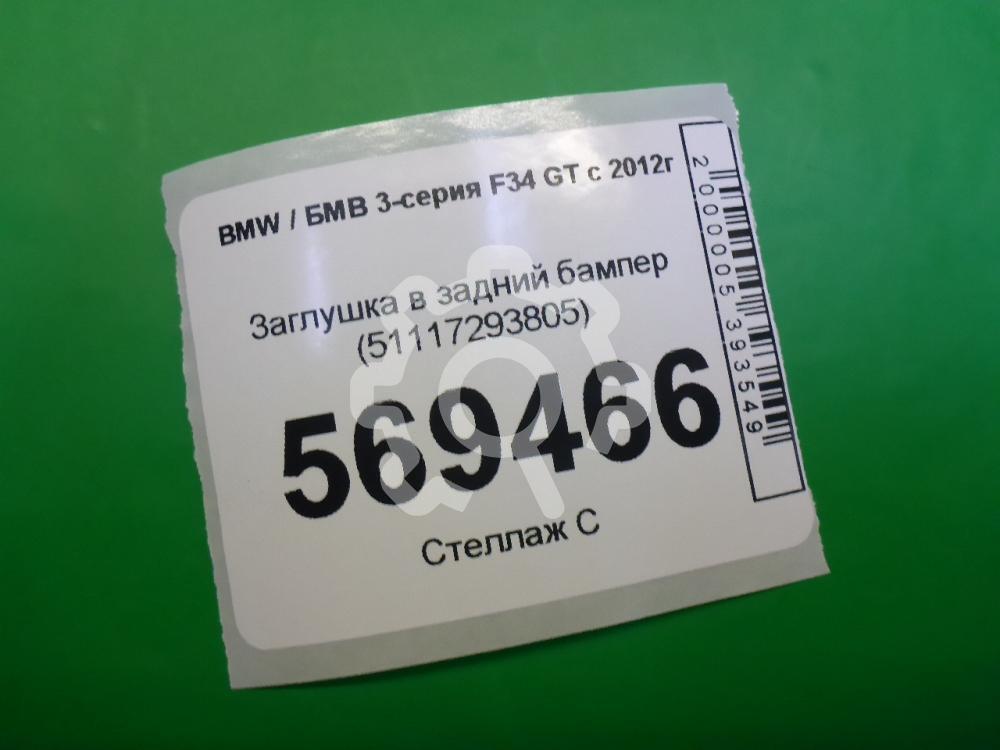 BMW / БМВ 3-серия F34 GT с 2012г
Заглушка в задний бампер
(51117293805)
569466
Стеллаж С
2000005393549